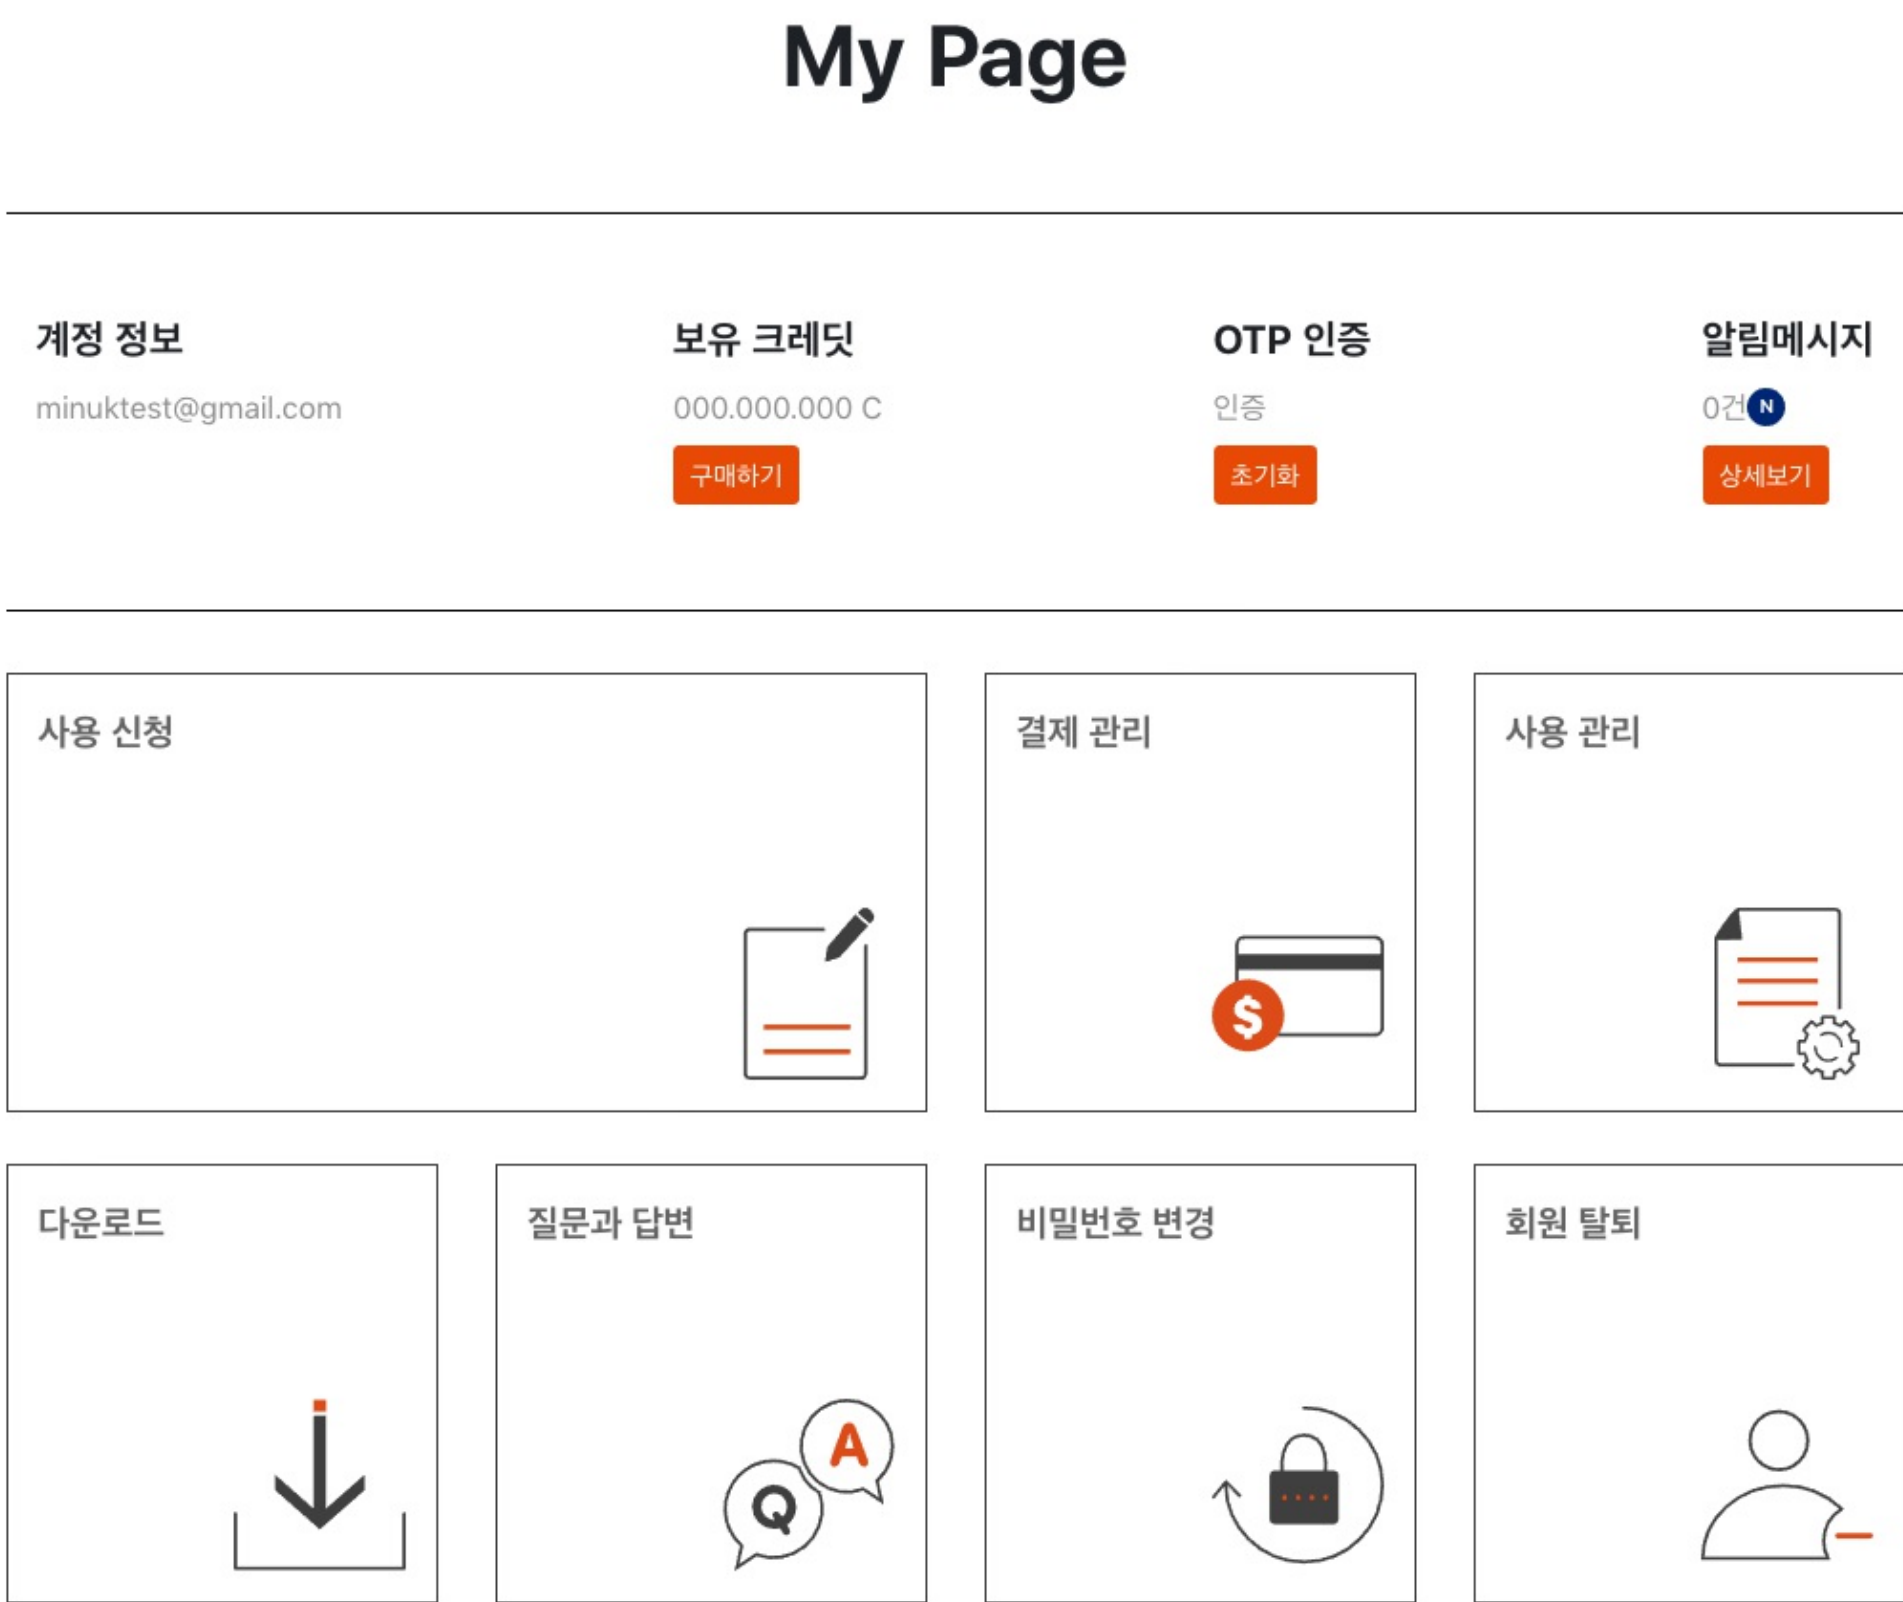 My Page
계정 정보
minuktest@gmail.com
보유 크레딧
000.000.000 C
구매하기
OTP 인증
인증
초기화
알림메시지
0건 N
상세보기
사용 신청
결제 관리
$
사용 관리
다운로드
질문과 답변
Q
A
비밀번호 변경
회원 탈퇴